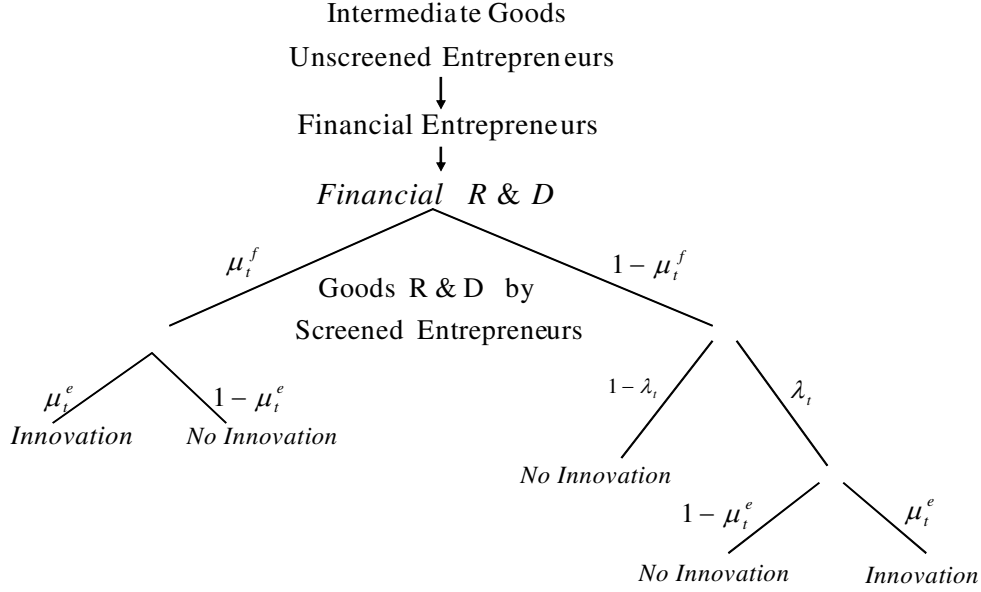 Intermediate Goods
Unscreened Entrepreneurs
Financial Entrepreneurs
Financial R & D
μ_t^f
1 − μ_t^f
Goods R & D by
Screened Entrepreneurs
μ_t^e
1 − μ_t^e
1 − λ_t
λ_t
Innovation
No Innovation
No Innovation
1 − μ_t^e
μ_t^e
No Innovation
Innovation